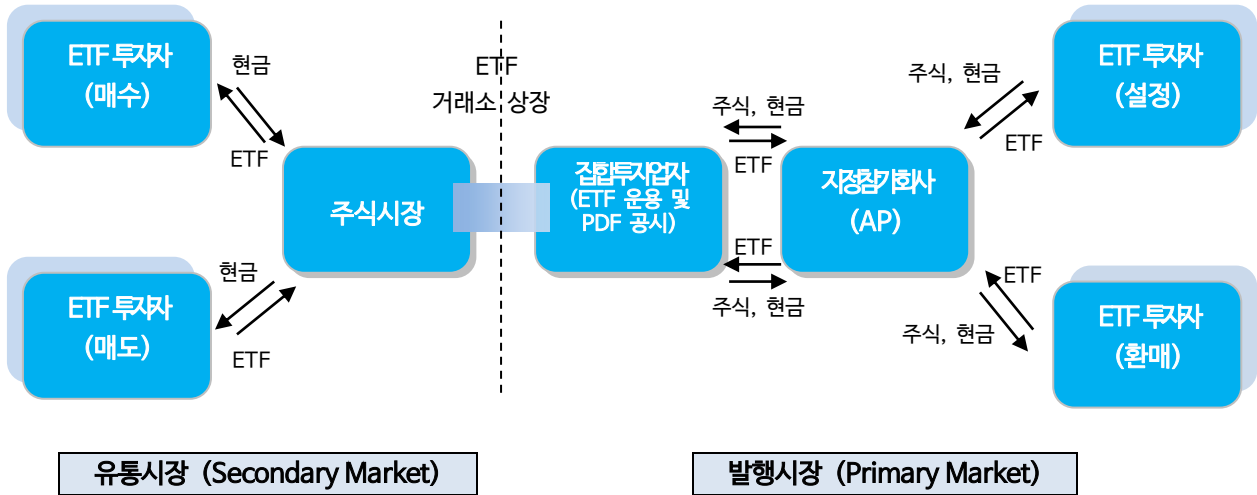 ETF 투자자
(매수)
현금
ETF
ETF
거래소 상장
주식시장
현금
ETF
ETF 투자자
(매도)
집합투자업자
(ETF 운용 및
PDF 공시)
주식, 현금
ETF
ETF
주식, 현금
지정참가회사
(AP)
주식, 현금
ETF
ETF 투자자
(설정)
ETF
주식, 현금
ETF 투자자
(환매)
유통시장 (Secondary Market)
발행시장 (Primary Market)